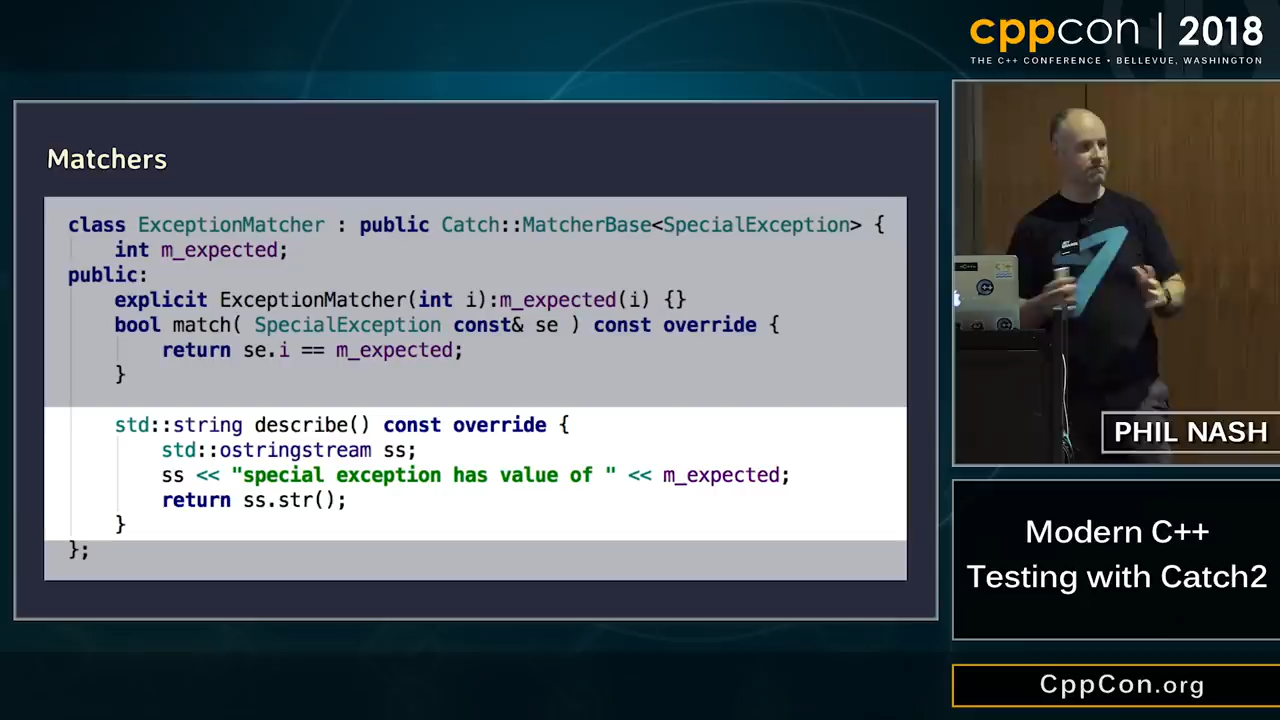 cppcon | 2018
THE C++ CONFERENCE • BELLEVUE, WASHINGTON
Matchers
class ExceptionMatcher : public Catch::MatcherBase<SpecialException> {
int m_expected;
public:
explicit ExceptionMatcher(int i):m_expected(i) {}
bool match( SpecialException const& se ) const override {
return se.i == m_expected;
}
std::string describe() const override {
std::ostringstream ss;
ss << "special exception has value of " << m_expected;
return ss.str();
}
};
PHIL NASH
Modern C++
Testing with Catch2
CppCon.org